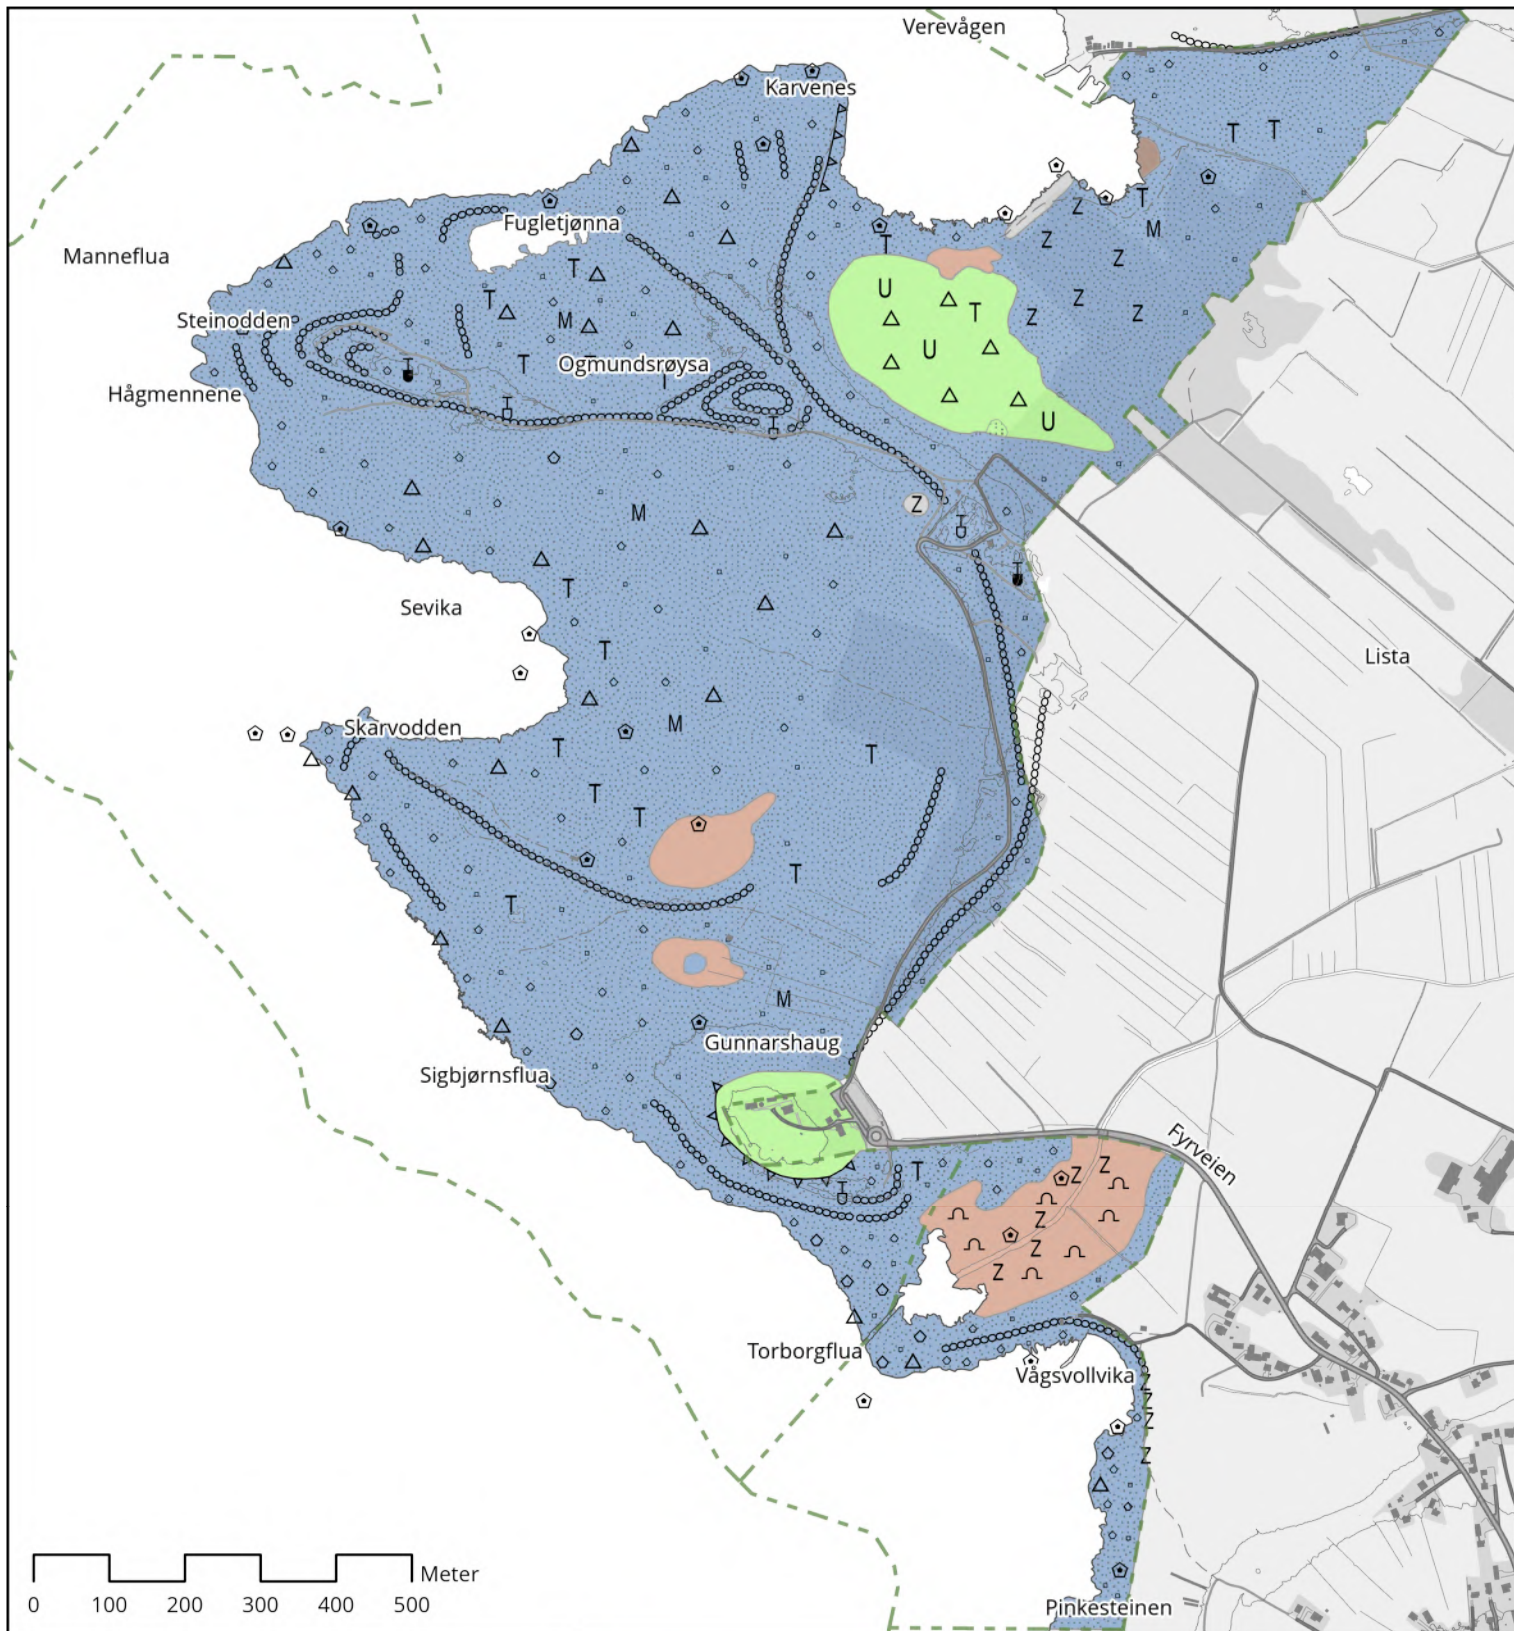 Verevågen
Karvenes
Fugletjønna
Manneflua
Steinodden
Ogmundsrøysa
Hågmennene
Sevika
Lista
Skarvodden
Gunnarshaug
Sigbjørnsflua
Fyrveien
Torborgflua
Vågsvollvika
Meter
0 100 200 300 400 500
Pinkesteinen